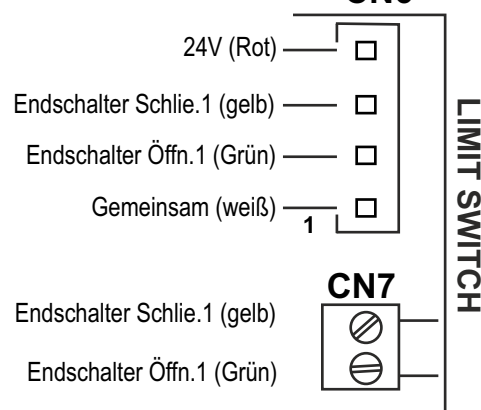 24V (Rot)
Endschalter Schlie.1 (gelb)
Endschalter Öffn.1 (Grün)
Gemeinsam (weiß)
1
LIMIT SWITCH
CN7
Endschalter Schlie.1 (gelb)
Endschalter Öffn.1 (Grün)